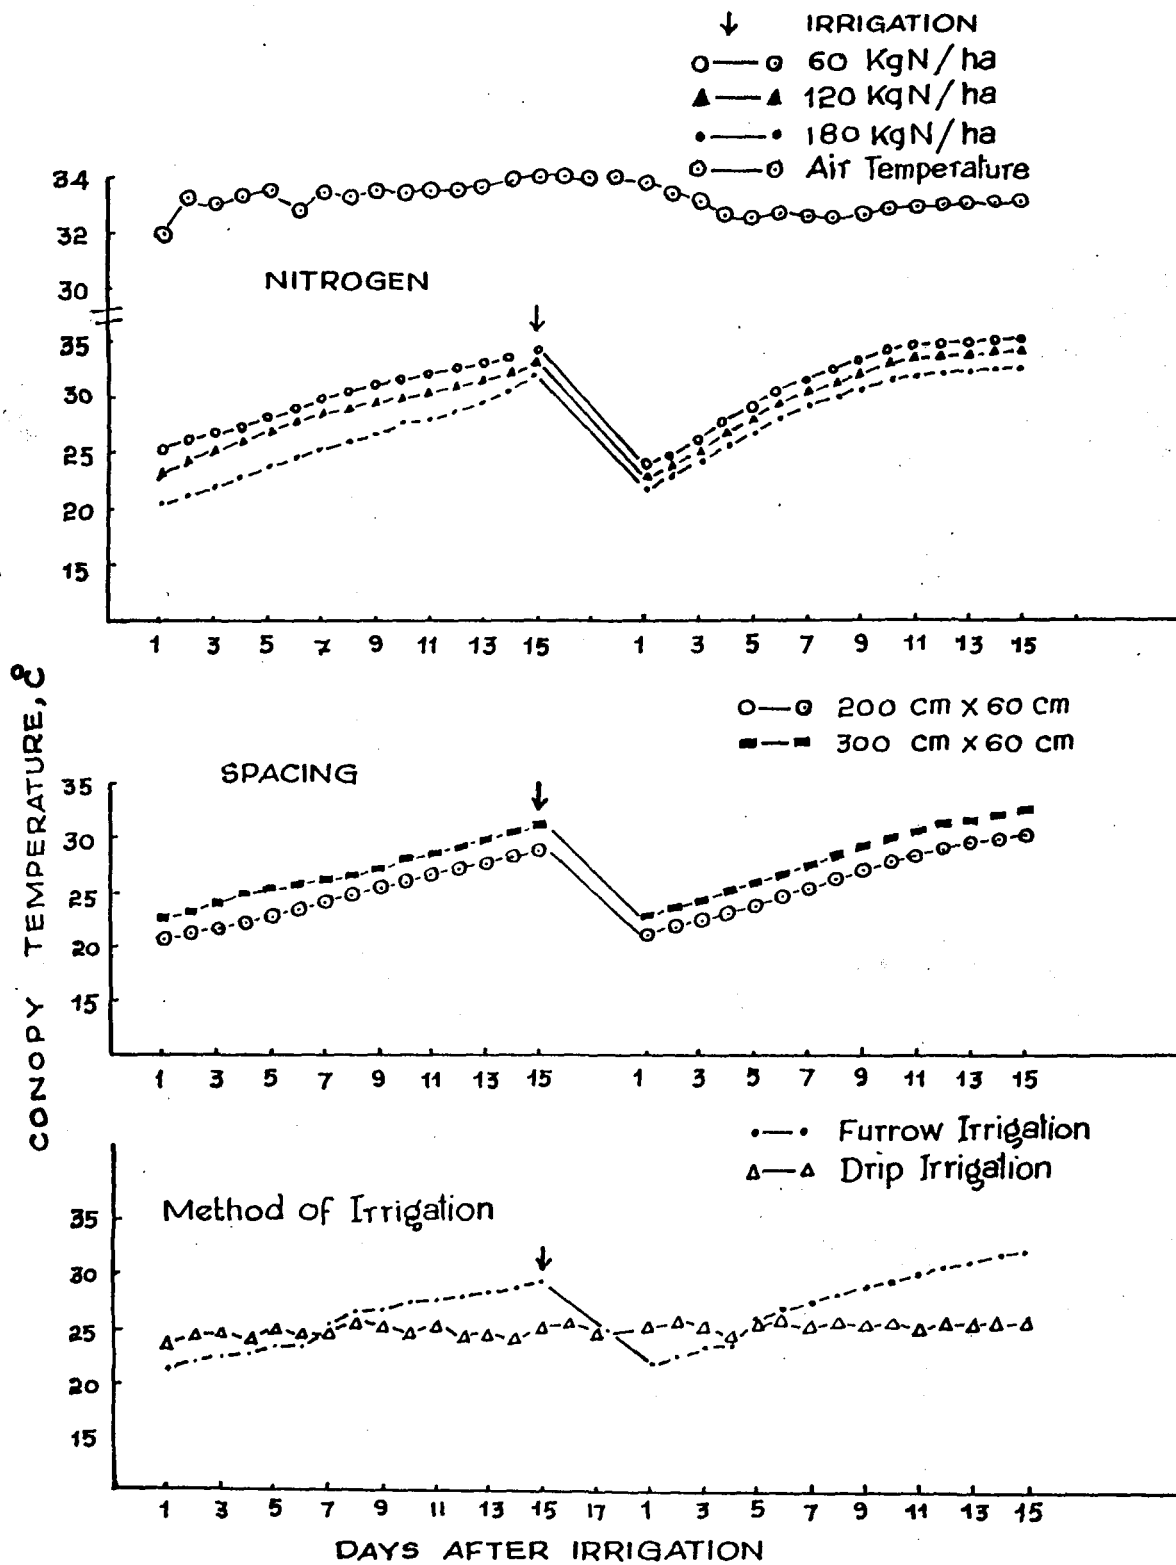 IRRIGATION
60 KgN/ha
120 KgN/ha
180 KgN/ha
Air Temperature
34
32
30
NITROGEN
35
30
25
20
15
1 3 5 7 9 11 13 15 1 3 5 7 9 11 13 15
CONOPY TEMPERATURE, °C
200 cm x 60 cm
300 cm x 60 cm
SPACING
35
30
25
20
15
1 3 5 7 9 11 13 15 1 3 5 7 9 11 13 15
Furrow Irrigation
Drip Irrigation
Method of Irrigation
35
30
25
20
15
1 3 5 7 9 11 13 15 17 1 3 5 7 9 11 13 15
DAYS AFTER IRRIGATION